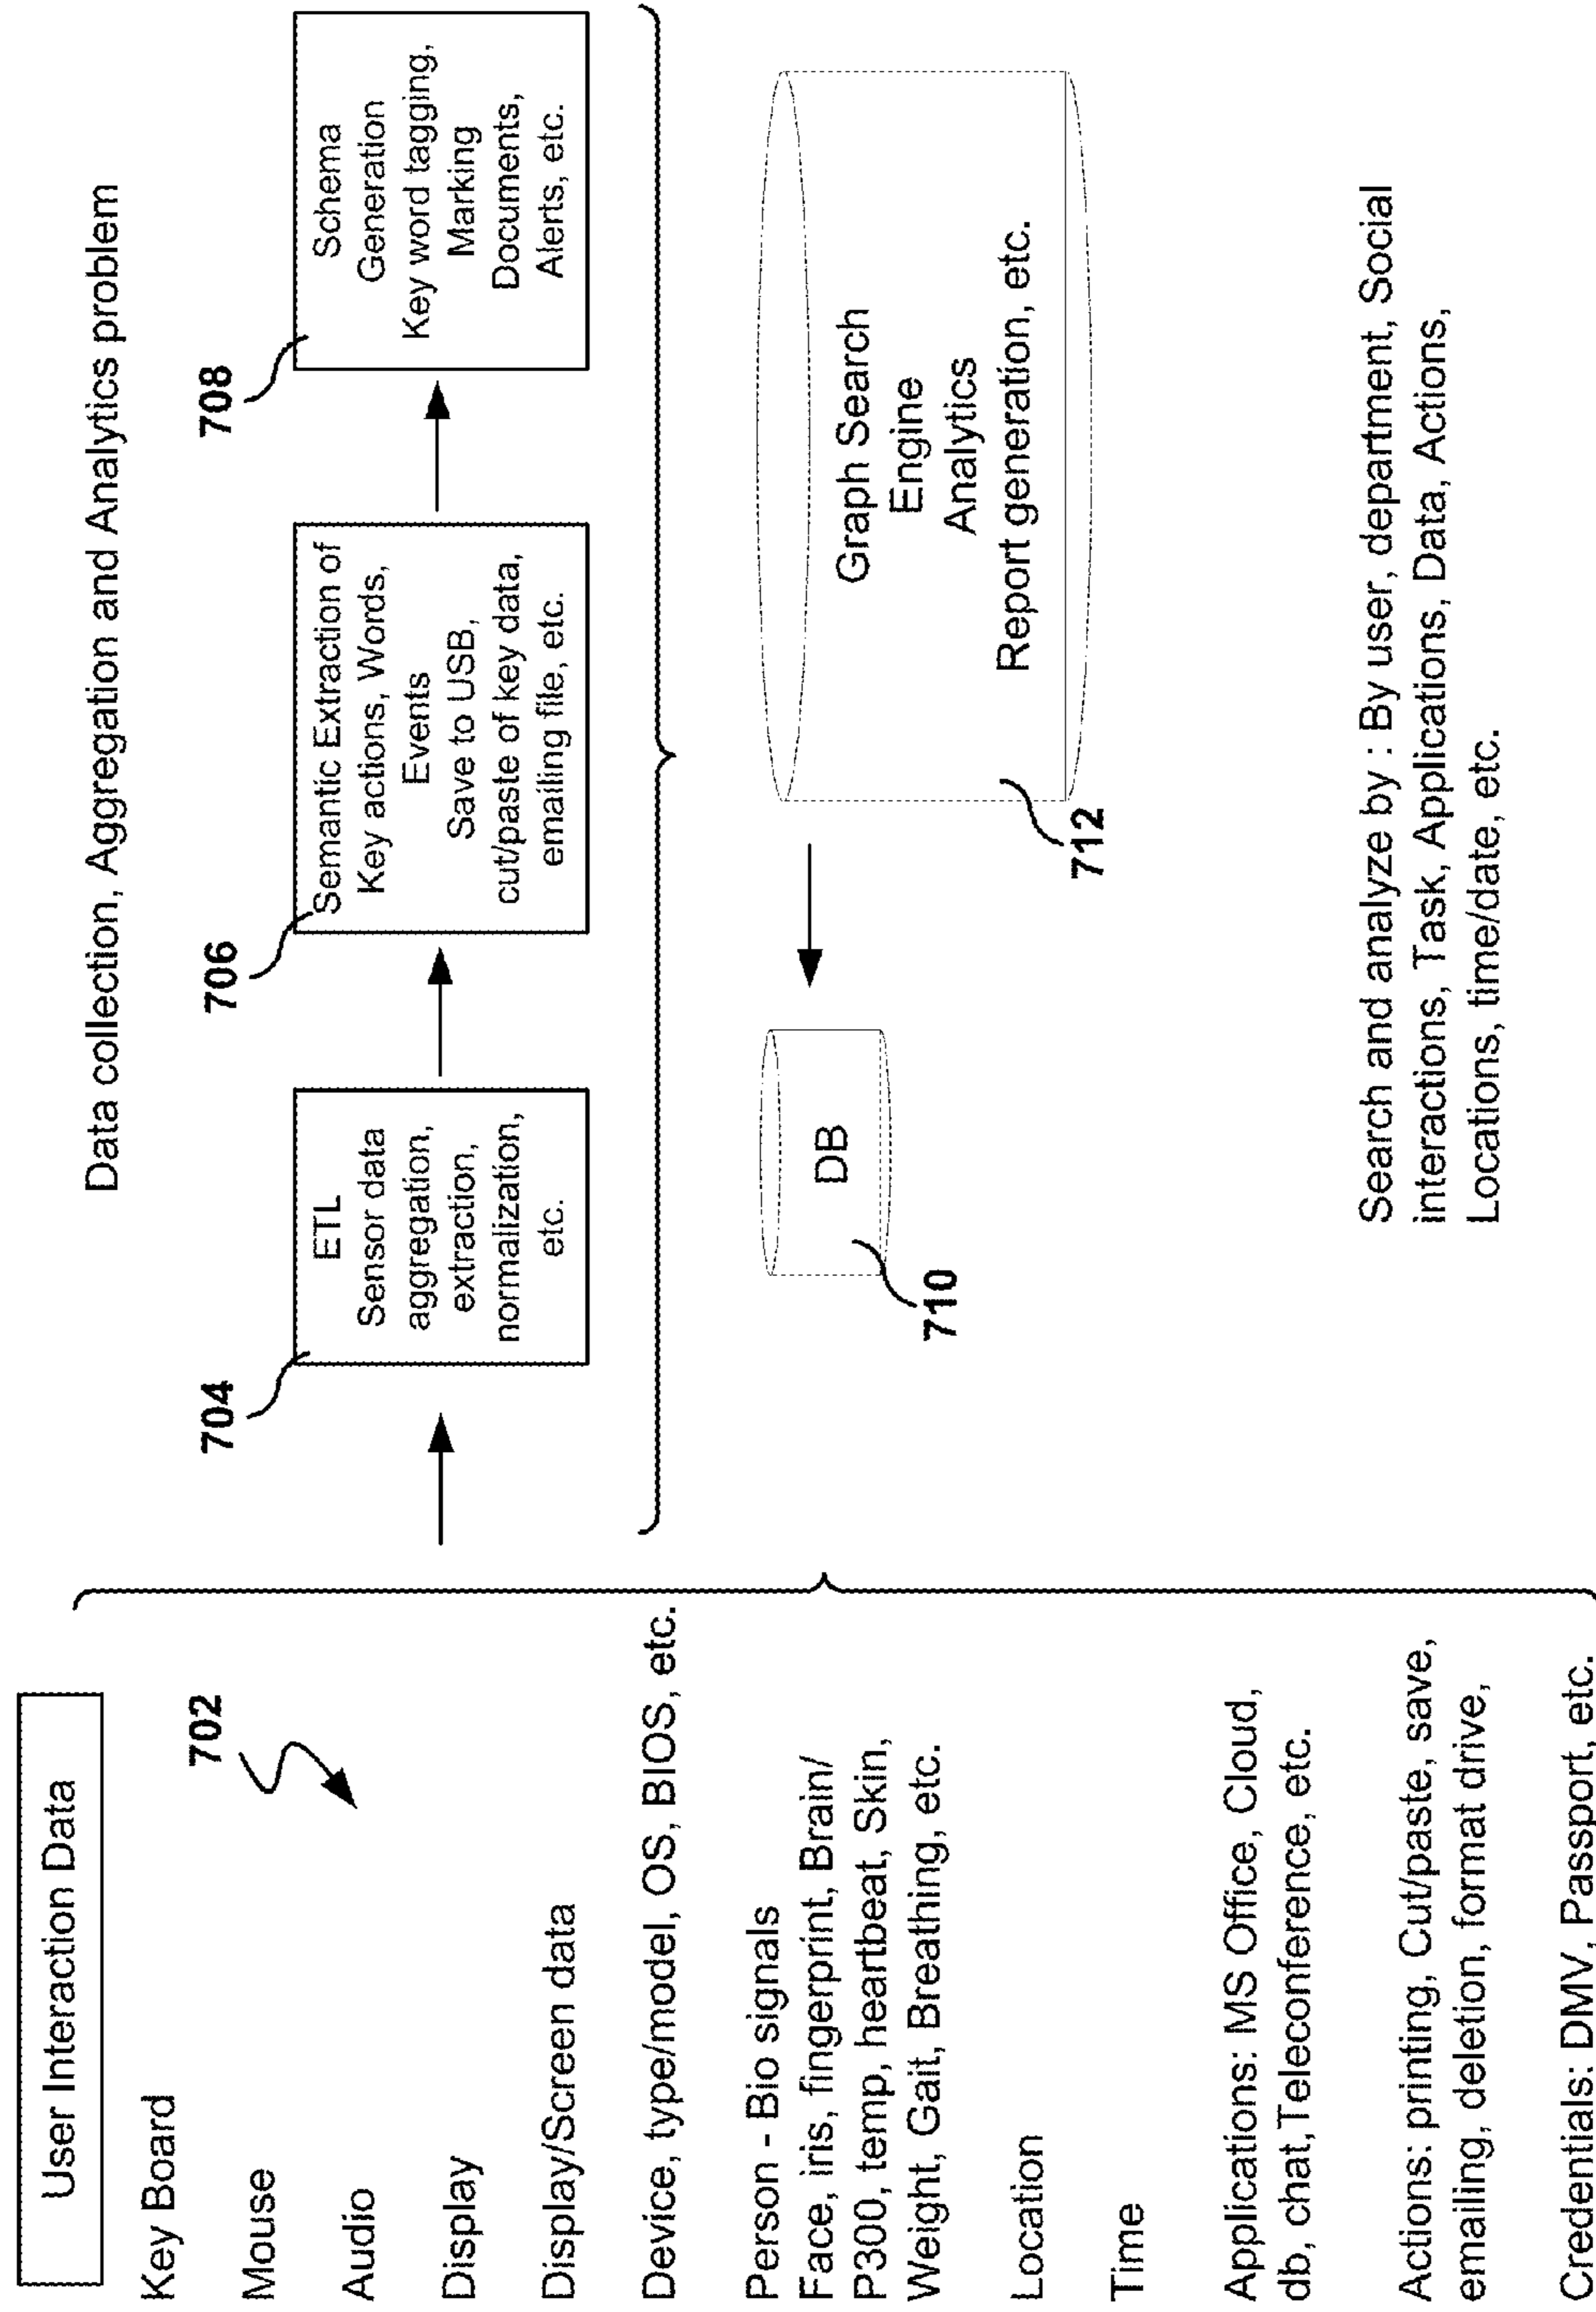 User Interaction Data
Key Board
Mouse
Audio
Display
Display/Screen data
Device, type/model, OS, BIOS, etc.
Person - Bio signals
Face, iris, fingerprint, Brain/
P300, temp, heartbeat, Skin,
Weight, Gait, Breathing, etc.
Location
Time
Applications: MS Office, Cloud,
db, chat,Teleconference, etc.
Actions: printing, Cut/paste, save,
emailing, deletion, format drive,
Credentials: DMV, Passport, etc.
702
Data collection, Aggregation and Analytics problem
704
ETL
Sensor data
aggregation,
extraction,
normalization,
etc.
706
Semantic Extraction of
Key actions, Words,
Events
Save to USB,
cut/paste of key data,
emailing file, etc.
708
Schema
Generation
Key word tagging,
Marking
Documents,
Alerts, etc.
DB
710
Graph Search
Engine
Analytics
Report generation, etc.
712
Search and analyze by : By user, department, Social
interactions, Task, Applications, Data, Actions,
Locations, time/date, etc.